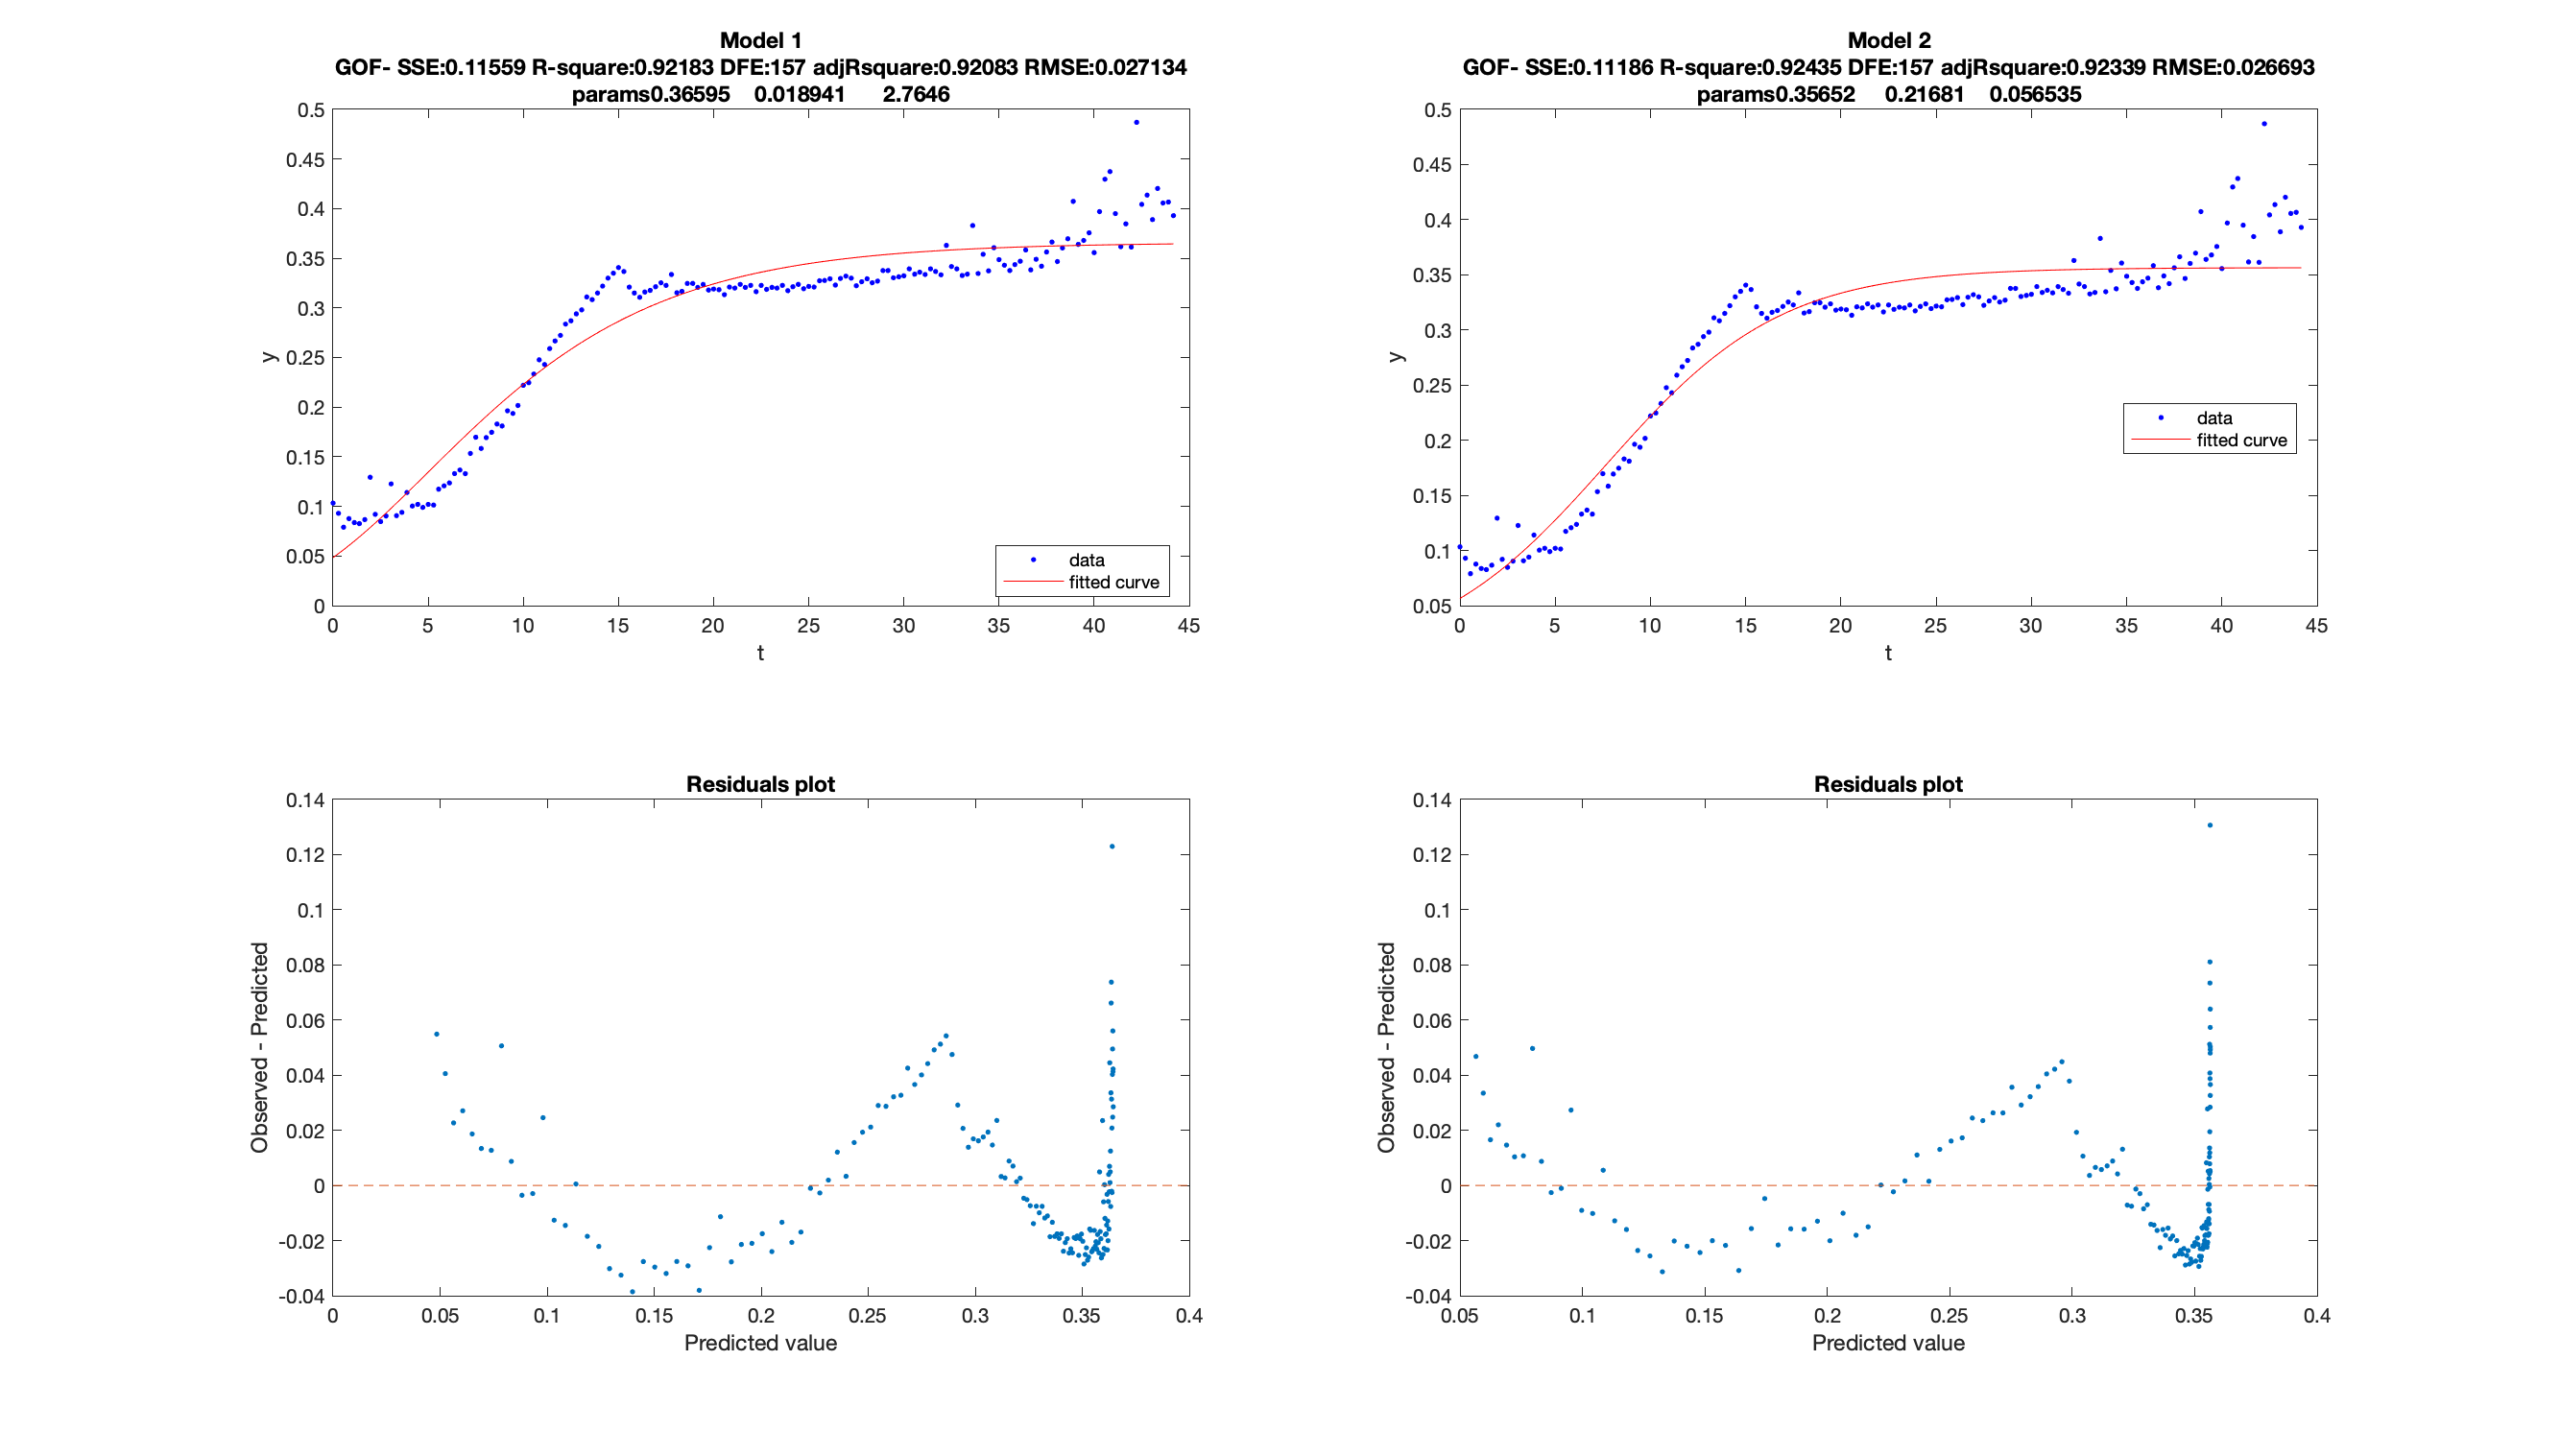 Model 1
GOF- SSE:0.11559 R-square:0.92183 DFE:157 adjRsquare:0.92083 RMSE:0.027134
params0.36595 0.018941 2.7646
0.5
0.45
0.4
0.35
0.3
0.25
0.2
0.15
0.1
0.05
0
y
data
fitted curve
0 5 10 15 20 25 30 35 40 45
t
Model 2
GOF- SSE:0.11186 R-square:0.92435 DFE:157 adjRsquare:0.92339 RMSE:0.026693
params0.35652 0.21681 0.056535
0.5
0.45
0.4
0.35
0.3
0.25
0.2
0.15
0.1
0.05
y
data
fitted curve
0 5 10 15 20 25 30 35 40 45
t
Residuals plot
0.14
0.12
0.1
0.08
0.06
0.04
0.02
0
-0.02
-0.04
Observed - Predicted
0 0.05 0.1 0.15 0.2 0.25 0.3 0.35 0.4
Predicted value
Residuals plot
0.14
0.12
0.1
0.08
0.06
0.04
0.02
0
-0.02
-0.04
Observed - Predicted
0.05 0.1 0.15 0.2 0.25 0.3 0.35 0.4
Predicted value